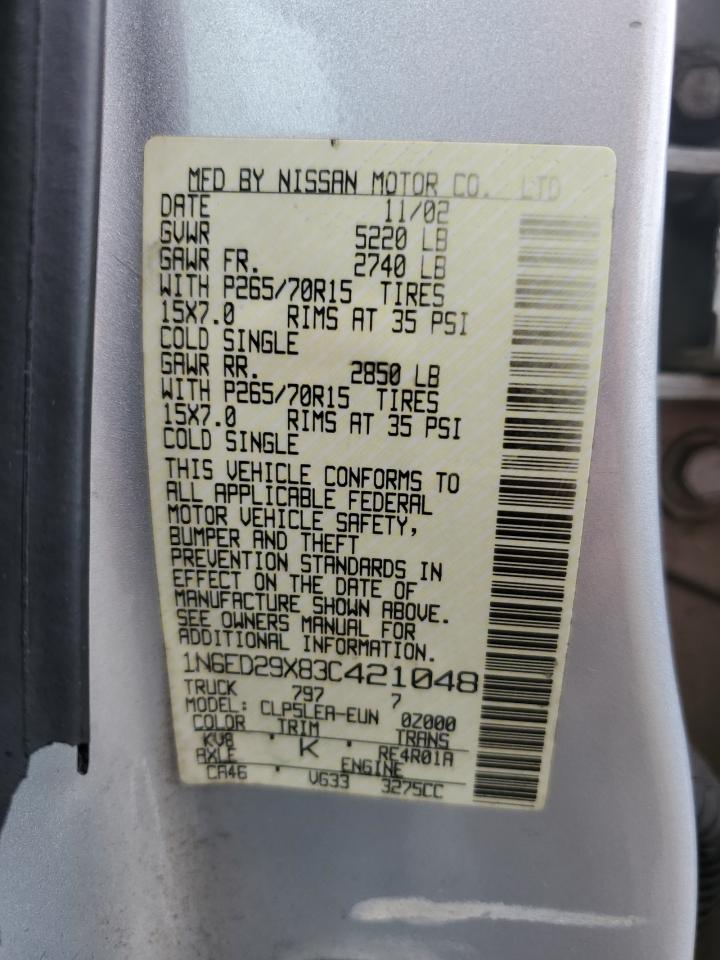 MFD BY NISSAN MOTOR CO. LTD
DATE 11/02
GVWR 5220 LB
GAWR FR. 2740 LB
WITH P265/70R15 TIRES
15X7.0 RIMS AT 35 PSI
COLD SINGLE
GAWR RR. 2850 LB
WITH P265/70R15 TIRES
15X7.0 RIMS AT 35 PSI
COLD SINGLE
THIS VEHICLE CONFORMS TO
ALL APPLICABLE FEDERAL
MOTOR VEHICLE SAFETY,
BUMPER AND THEFT
PREVENTION STANDARDS IN
EFFECT ON THE DATE OF
MANUFACTURE SHOWN ABOVE.
SEE OWNERS MANUAL FOR
ADDITIONAL INFORMATION.
1N6ED29X83C421048
TRUCK 797 7
MODEL: CLP5LEA-EUN 0Z000
COLOR TRIM TRANS
KV8 K RE4R01A
AXLE ENGINE
CA46 VG33 3275CC